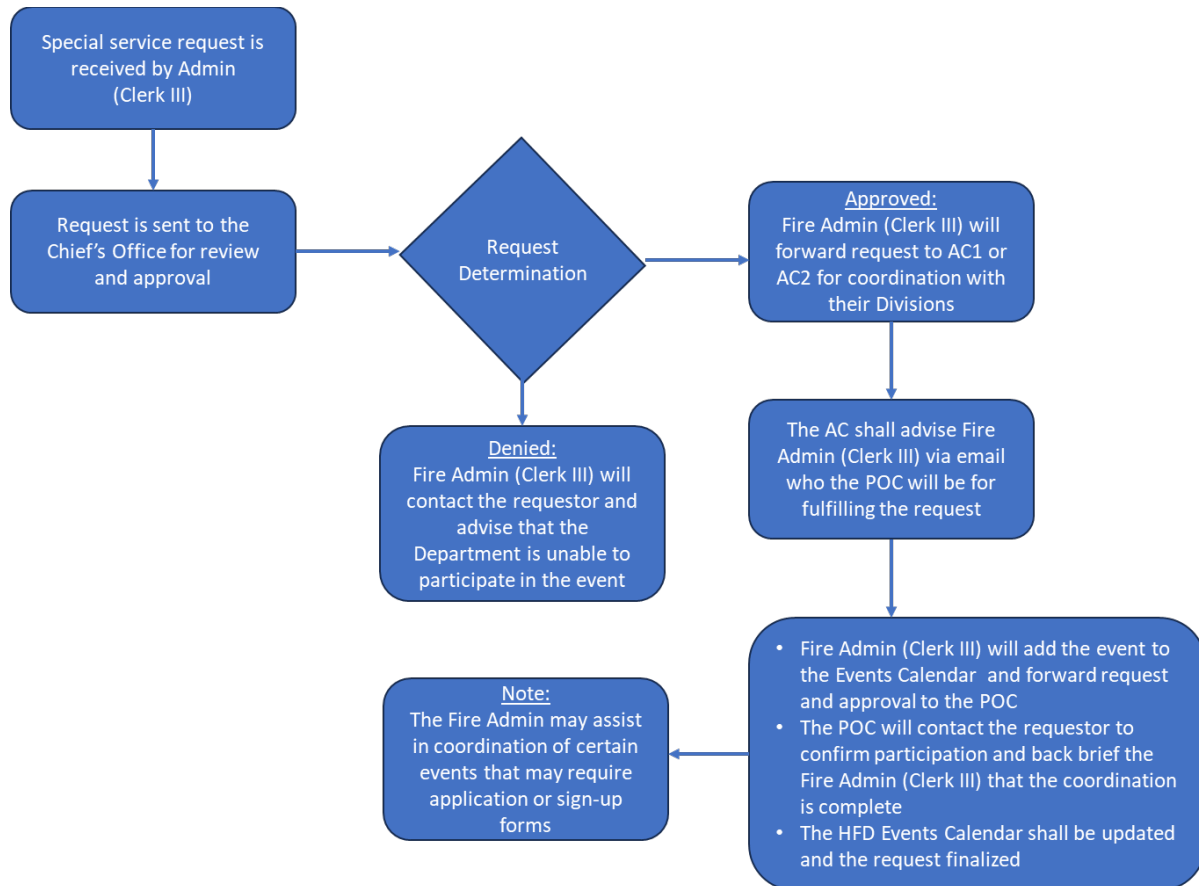 Special service request is
received by Admin
(Clerk III)
Request is sent to the
Chief's Office for review
and approval
Request
Determination
Approved:
Fire Admin (Clerk III) will
forward request to AC1 or
AC2 for coordination with
their Divisions
Denied:
Fire Admin (Clerk III) will
contact the requestor and
advise that the
Department is unable to
participate in the event
The AC shall advise Fire
Admin (Clerk III) via email
who the POC will be for
fulfilling the request
• Fire Admin (Clerk III) will add the event to
the Events Calendar and forward request
and approval to the POC
• The POC will contact the requestor to
confirm participation and back brief the
Fire Admin (Clerk III) that the coordination
is complete
• The HFD Events Calendar shall be updated
and the request finalized
Note:
The Fire Admin may assist
in coordination of certain
events that may require
application or sign-up
forms